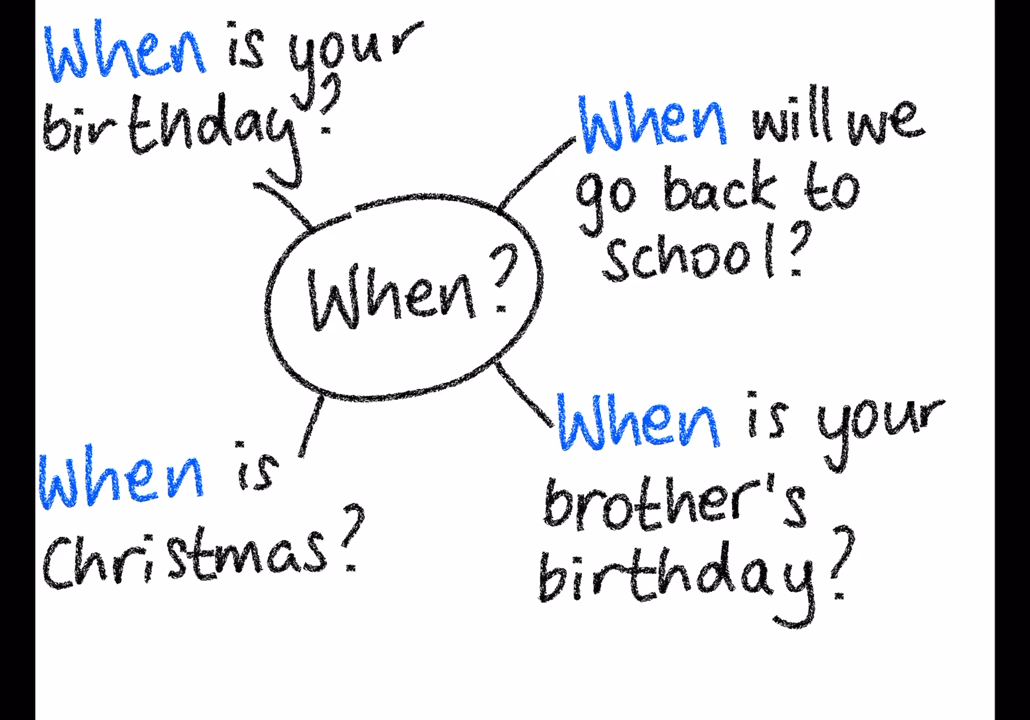 When is your
birthday?
When will we
go back to
school?
When?
When is
Christmas?
When is your
brother's
birthday?